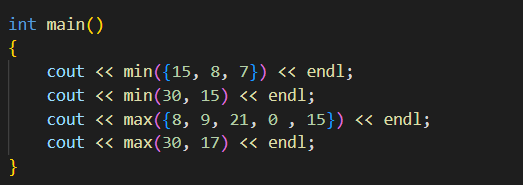 int main()
{
    cout << min({15, 8, 7}) << endl;
    cout << min(30, 15) << endl;
    cout << max({8, 9, 21, 0 , 15}) << endl;
    cout << max(30, 17) << endl;
}